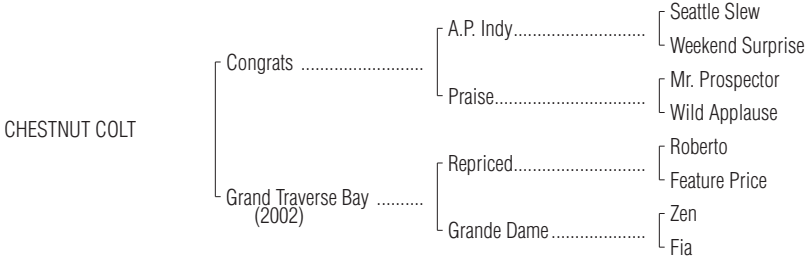 Seattle Slew
A.P. Indy..............................
Weekend Surprise
Congrats ..........................
Mr. Prospector
Praise..................................
Wild Applause
CHESTNUT COLT
Roberto
Repriced..............................
Feature Price
Grand Traverse Bay ..........
(2002)
Zen
Grande Dame.....................
Fia